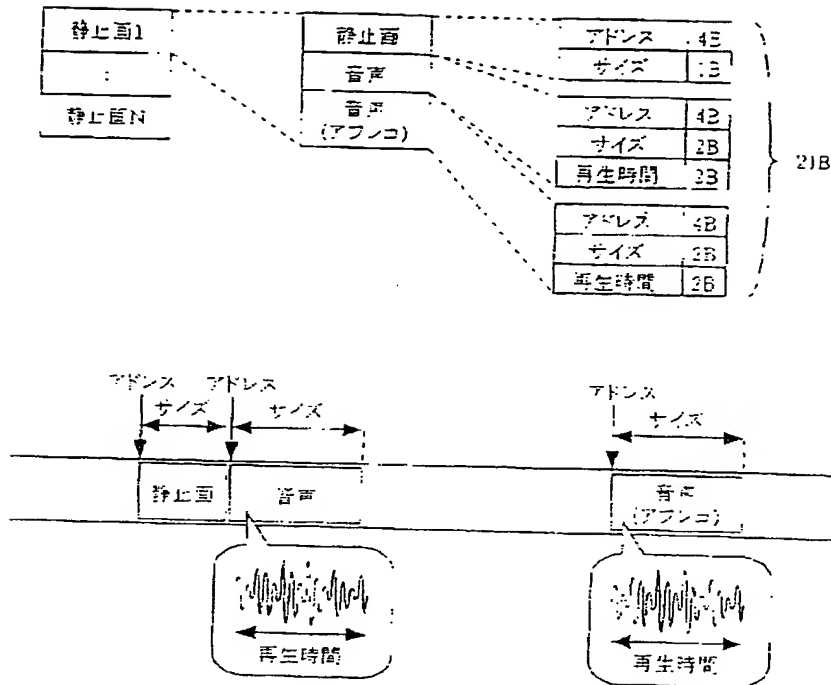 静止画1
:
静止画N
静止画
音声
音声
(アフレコ)
アドレス 4B
サイズ 1B
アドレス 4B
サイズ 2B
再生時間 2B
アドレス 4B
サイズ 2B
再生時間 2B
21B
アドレス アドレス
サイズ サイズ
静止画 音声
再生時間
アドレス
サイズ
音声
(アフレコ)
再生時間